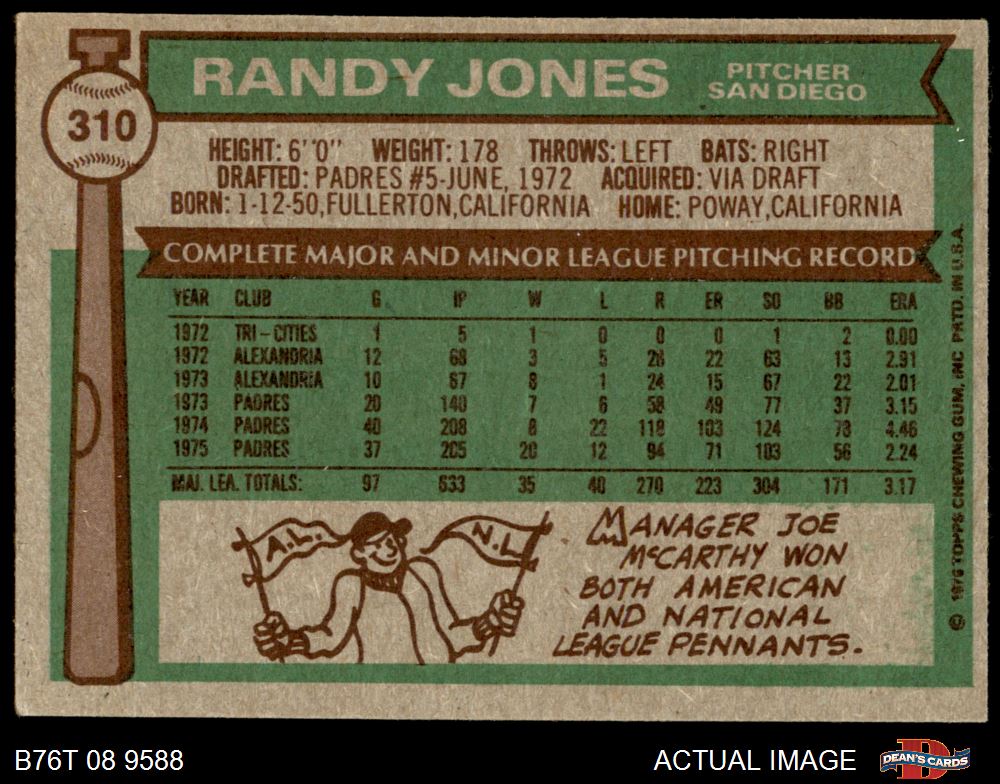 RANDY JONES
PITCHER
SAN DIEGO
310
HEIGHT: 6''0'' WEIGHT: 178 THROWS: LEFT BATS: RIGHT
DRAFTED: PADRES #5-JUNE, 1972 ACQUIRED: VIA DRAFT
BORN: 1-12-50, FULLERTON, CALIFORNIA HOME: POWAY, CALIFORNIA
COMPLETE MAJOR AND MINOR LEAGUE PITCHING RECORD
YEAR CLUB G IP W L R ER SO BB ERA
1972 TRI-CITIES 1 5 1 0 0 0 1 2 0.00
1972 ALEXANDRIA 12 68 3 5 28 22 63 13 2.91
1973 ALEXANDRIA 10 67 8 1 24 15 67 22 2.01
1973 PADRES 20 140 7 6 58 49 77 37 3.15
1974 PADRES 40 208 8 22 118 103 124 78 4.46
1975 PADRES 37 285 20 12 94 71 103 56 2.24
MAJ. LEA. TOTALS: 97 633 35 40 270 223 304 171 3.17
A.L.
N.L.
MANAGER JOE
McCARTHY WON
BOTH AMERICAN
AND NATIONAL
LEAGUE PENNANTS.
© 1976 TOPPS CHEWING GUM, INC PRTD. IN U.S.A.
B76T 08 9588
ACTUAL IMAGE
D
DEAN'S CARDS